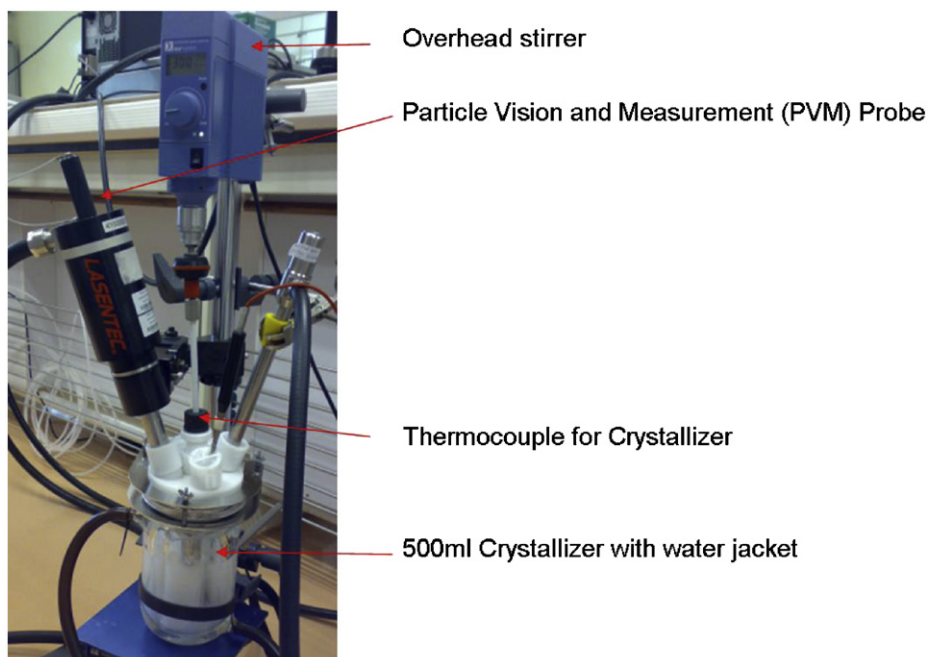 Overhead stirrer
Particle Vision and Measurement (PVM) Probe
LASENTEC
Thermocouple for Crystallizer
500ml Crystallizer with water jacket